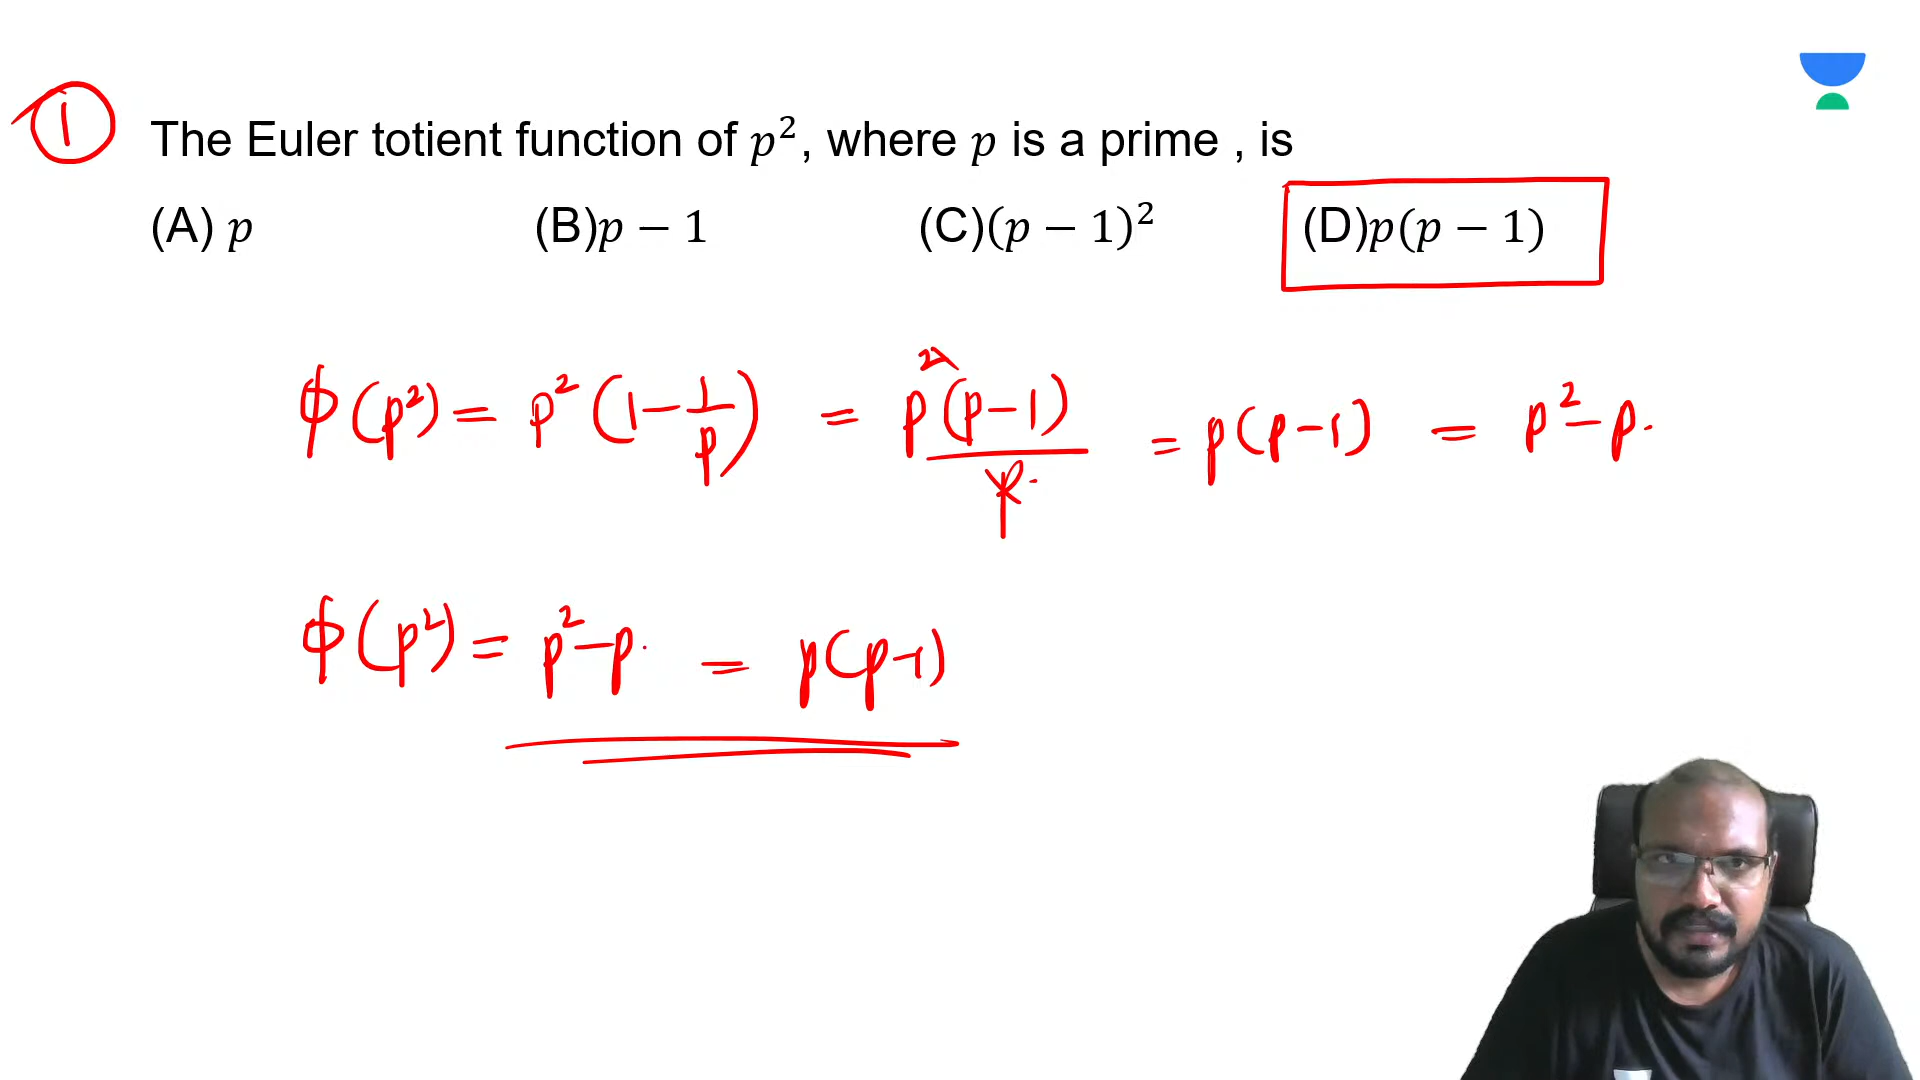 1 The Euler totient function of p², where p is a prime , is
(A) p (B)p − 1 (C)(p − 1)² (D)p(p − 1)
ϕ(p²) = p²(1 − 1/p) = p²(p−1)/p = p(p−1) = p²−p.
ϕ(p²) = p²−p. = p(p−1)